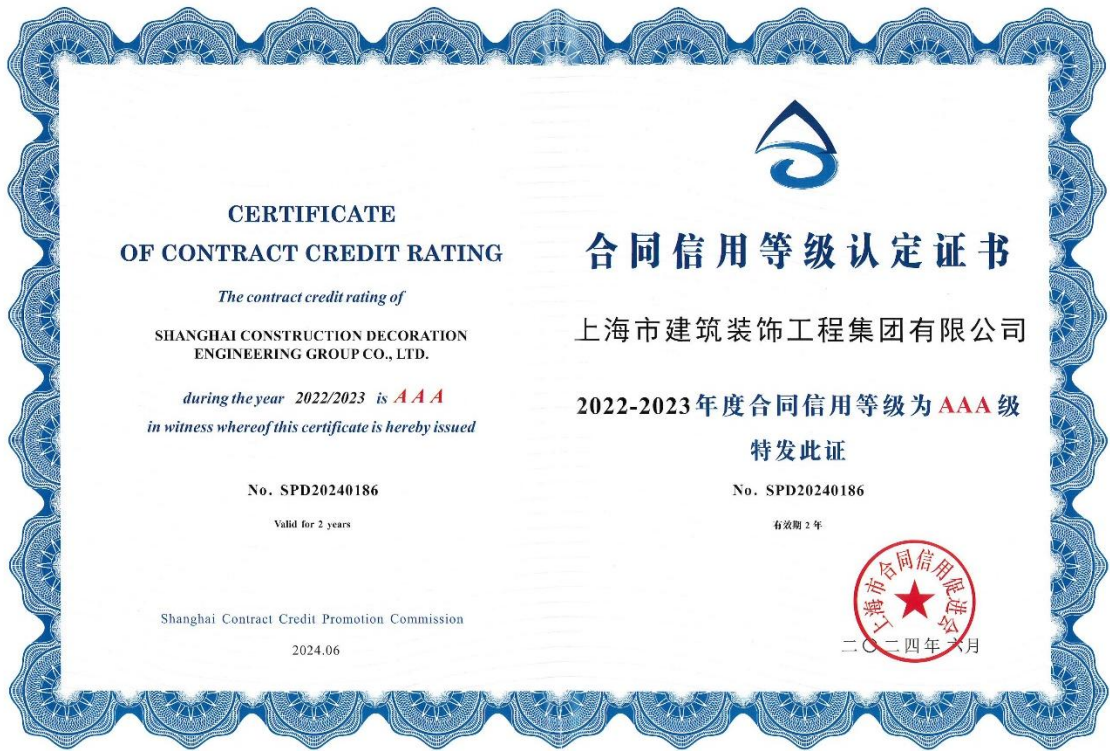 CERTIFICATE
OF CONTRACT CREDIT RATING
The contract credit rating of
SHANGHAI CONSTRUCTION DECORATION
ENGINEERING GROUP CO., LTD.
during the year 2022/2023 is AAA
in witness whereof this certificate is hereby issued
No. SPD20240186
Valid for 2 years
Shanghai Contract Credit Promotion Commission
2024.06
合同信用等级认定证书
上海市建筑装饰工程集团有限公司
2022-2023年度合同信用等级为AAA级
特发此证
No. SPD20240186
有效期2年
上海市合同信用促进会
二〇二四年六月